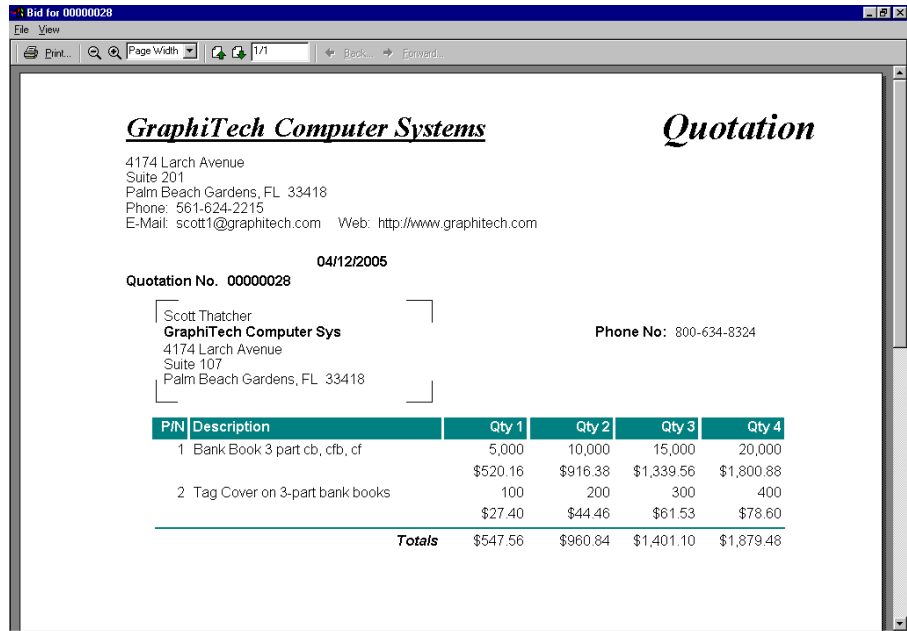 Bid for 00000028
File View
Print... Page Width 1/1 Back... Forward...
GraphiTech Computer Systems Quotation
4174 Larch Avenue
Suite 201
Palm Beach Gardens, FL 33418
Phone: 561-624-2215
E-Mail: scott1@graphitech.com Web: http://www.graphitech.com
04/12/2005
Quotation No. 00000028
Scott Thatcher
GraphiTech Computer Sys Phone No: 800-634-8324
4174 Larch Avenue
Suite 107
Palm Beach Gardens, FL 33418
P/N Description Qty 1 Qty 2 Qty 3 Qty 4
1 Bank Book 3 part cb, cfb, cf 5,000 10,000 15,000 20,000
$520.16 $916.38 $1,339.56 $1,800.88
2 Tag Cover on 3-part bank books 100 200 300 400
$27.40 $44.46 $61.53 $78.60
Totals $547.56 $960.84 $1,401.10 $1,879.48